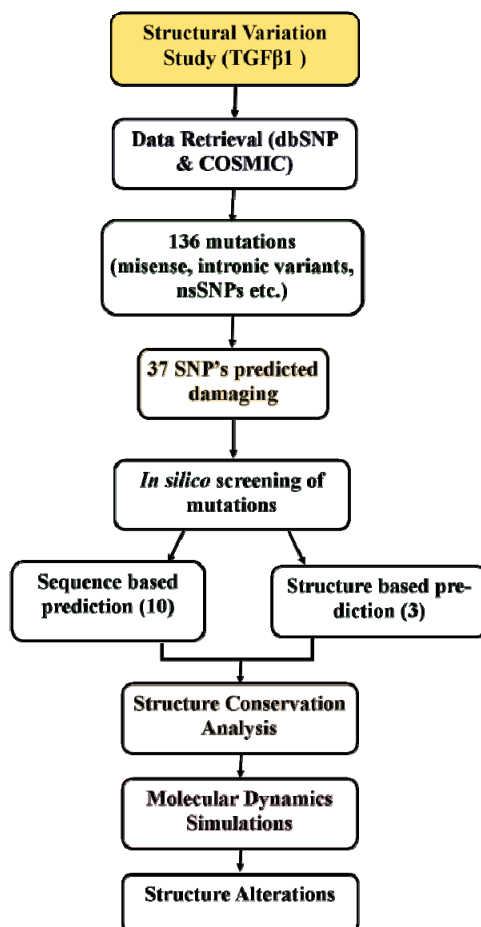 Structural Variation
Study (TGFβ1 )
Data Retrieval (dbSNP
& COSMIC)
136 mutations
(misense, intronic variants,
nsSNPs etc.)
37 SNP's predicted
damaging
In silico screening of
mutations
Sequence based
prediction (10)
Structure based pre-
diction (3)
Structure Conservation
Analysis
Molecular Dynamics
Simulations
Structure Alterations